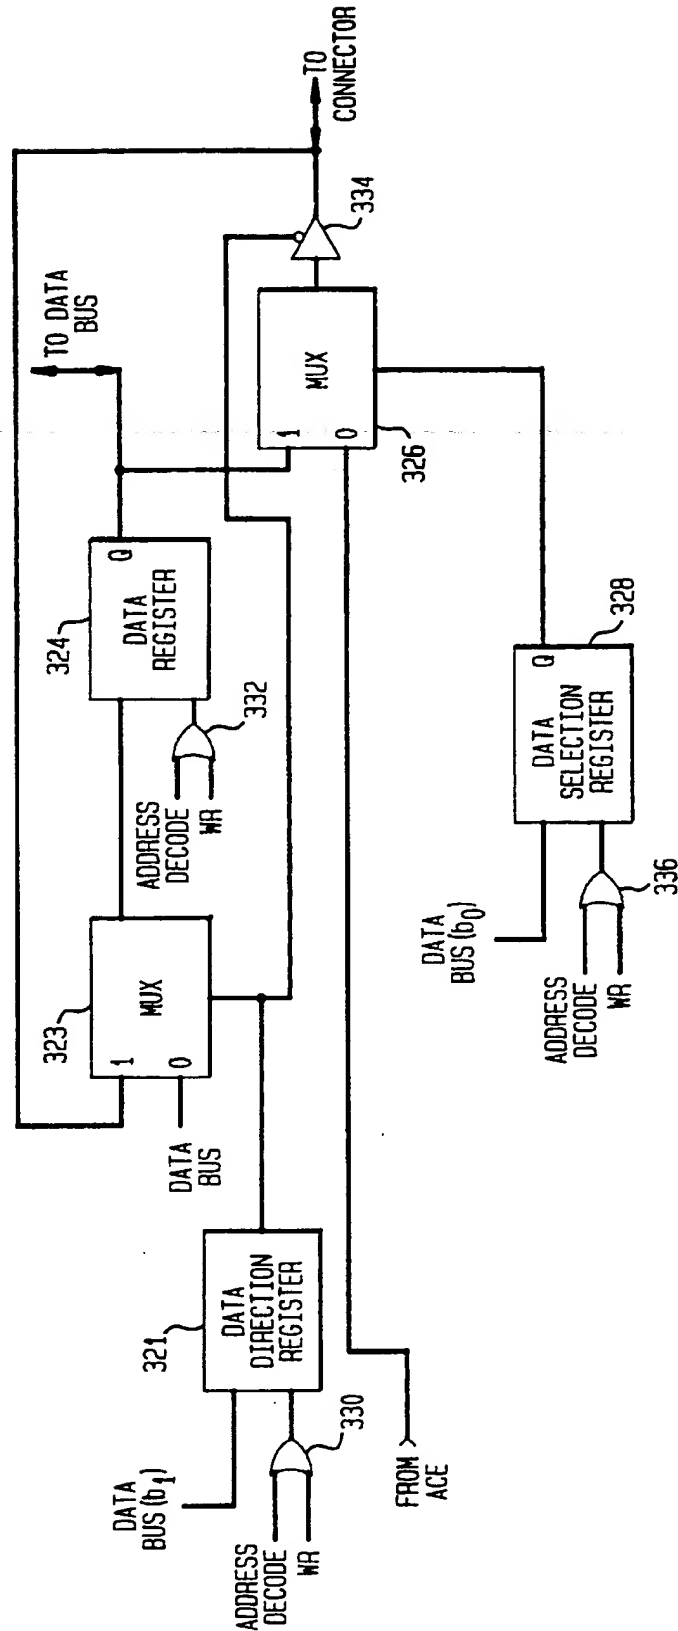 DATA
BUS(b1)
ADDRESS
DECODE
WR
330
321
DATA
DIRECTION
REGISTER
FROM
ACE
DATA
BUS
323
1
0
MUX
ADDRESS
DECODE
WR
332
324
DATA
REGISTER
Q
TO DATA
BUS
1
0
MUX
326
334
TO
CONNECTOR
DATA
BUS(b0)
ADDRESS
DECODE
WR
336
DATA
SELECTION
REGISTER
Q
328